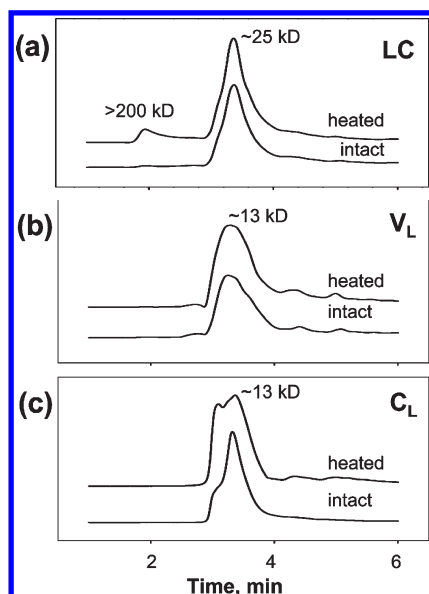 (a)
~25 kD
LC
>200 kD
heated
intact
(b)
~13 kD
VL
heated
intact
(c)
~13 kD
CL
heated
intact
2 4 6
Time, min